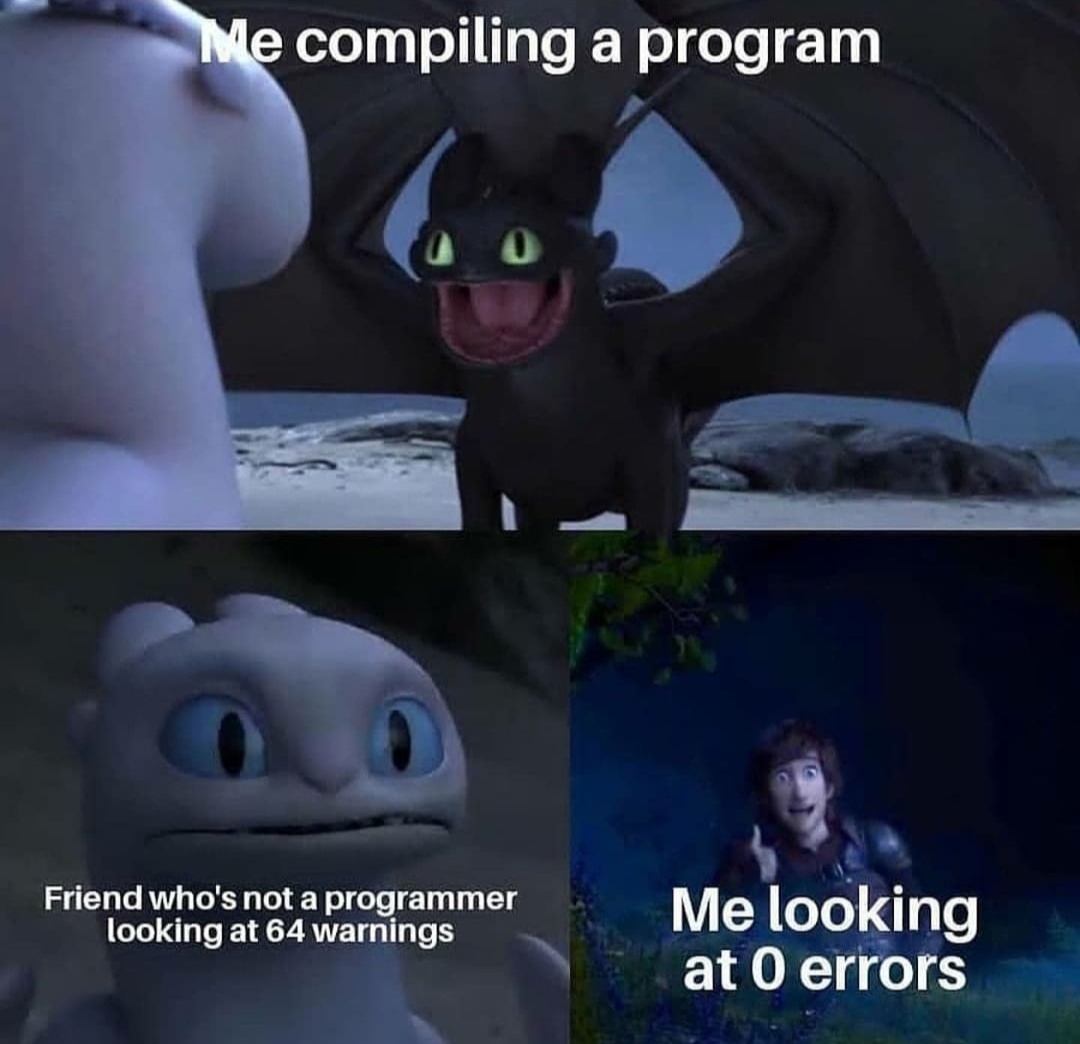 Me compiling a program
Friend who's not a programmer
looking at 64 warnings
Me looking
at 0 errors